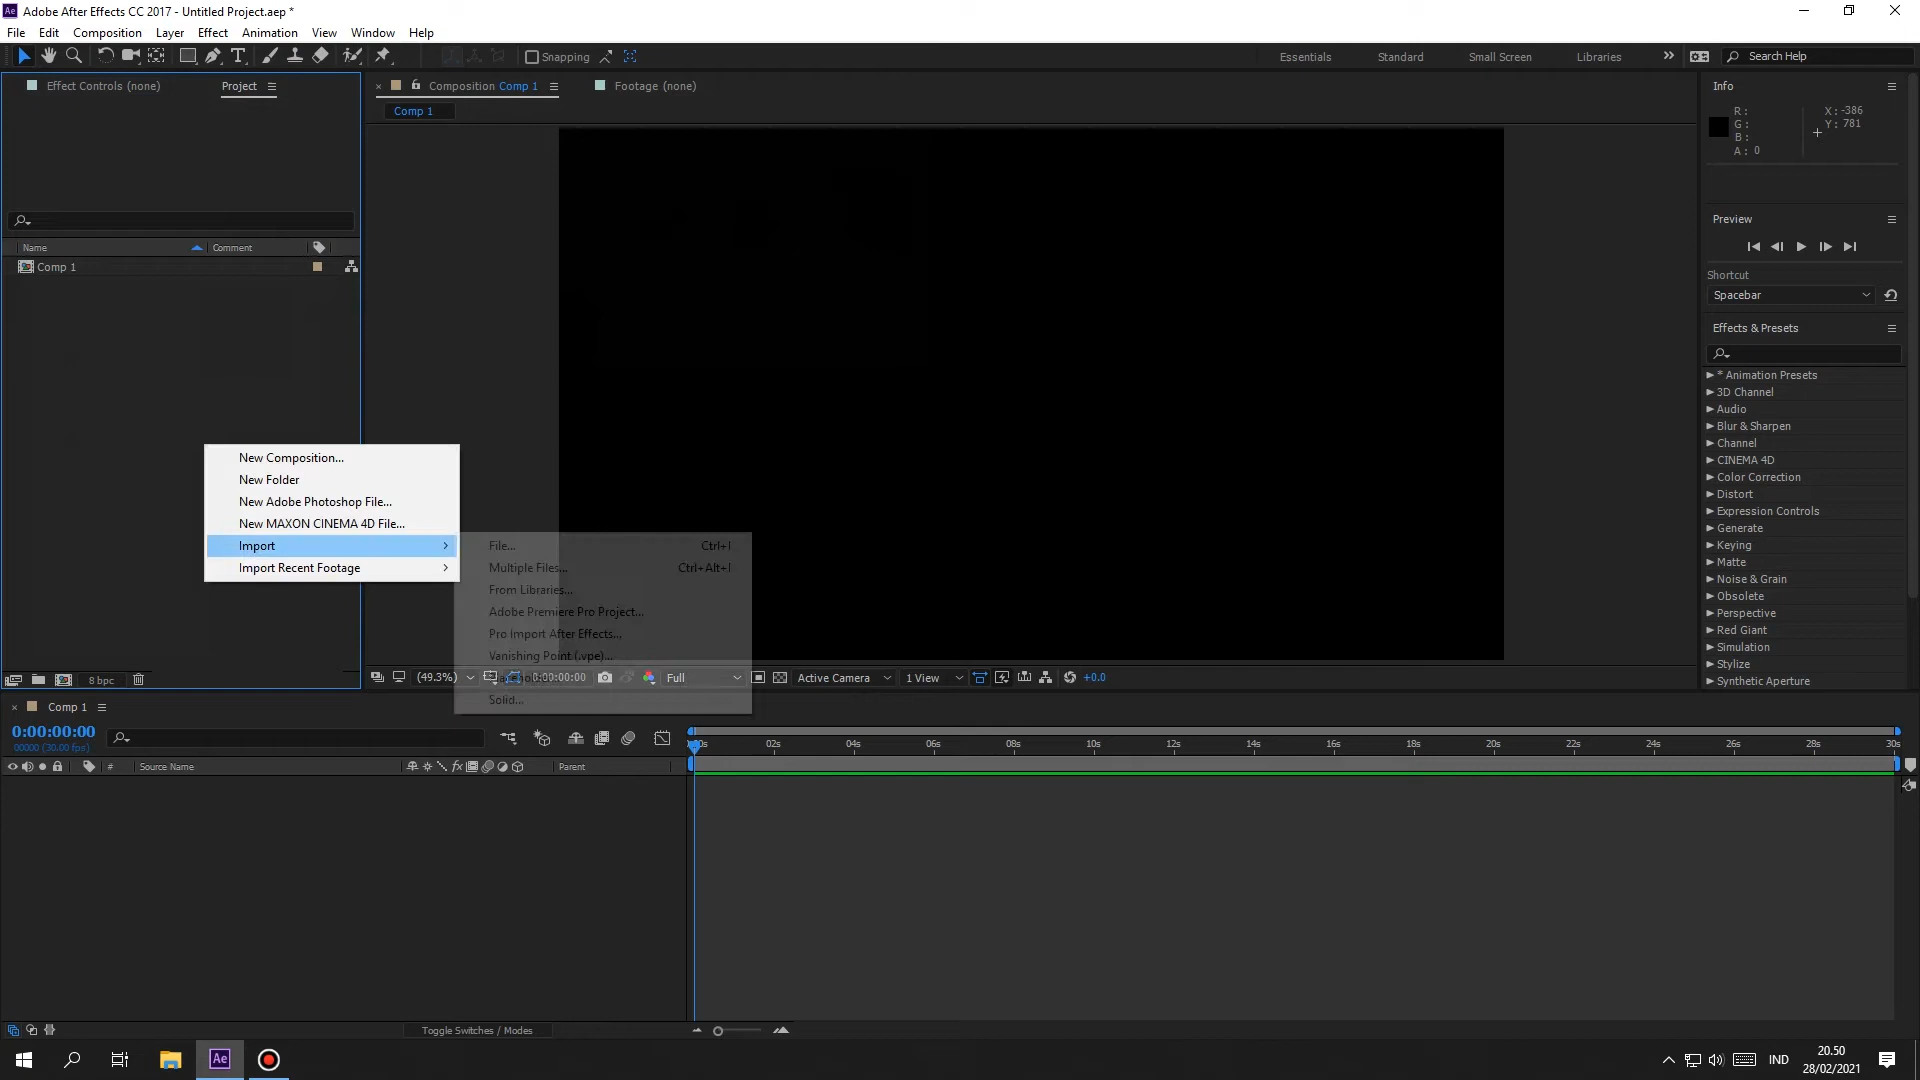 Adobe After Effects CC 2017 - Untitled Project.aep *
File Edit Composition Layer Effect Animation View Window Help
Snapping Essentials Standard Small Screen Libraries Search Help
Effect Controls (none) Project
Composition Comp 1 Footage (none)
Comp 1
Info
R :
G :
B :
A : 0
X : -386
Y : 781
Preview
Shortcut
Spacebar
Effects & Presets
* Animation Presets
3D Channel
Audio
Blur & Sharpen
Channel
CINEMA 4D
Color Correction
Distort
Expression Controls
Generate
Keying
Matte
Noise & Grain
Obsolete
Perspective
Red Giant
Simulation
Stylize
Synthetic Aperture
Name Comment
Comp 1
New Composition...
New Folder
New Adobe Photoshop File...
New MAXON CINEMA 4D File...
Import
Import Recent Footage
File... Ctrl+I
Multiple Files... Ctrl+Alt+I
From Libraries...
Adobe Premiere Pro Project...
Pro Import After Effects...
Vanishing Point (.vpe)...
Solid...
8 bpc
(49.3%) 0:00:00:00 Full Active Camera 1 View +0.0
Comp 1
0:00:00:00
00000 (30.00 fps)
# Source Name Parent
02s 04s 06s 08s 10s 12s 14s 16s 18s 20s 22s 24s 26s 28s 30s
Toggle Switches / Modes
Ae
IND
20.50
28/02/2021